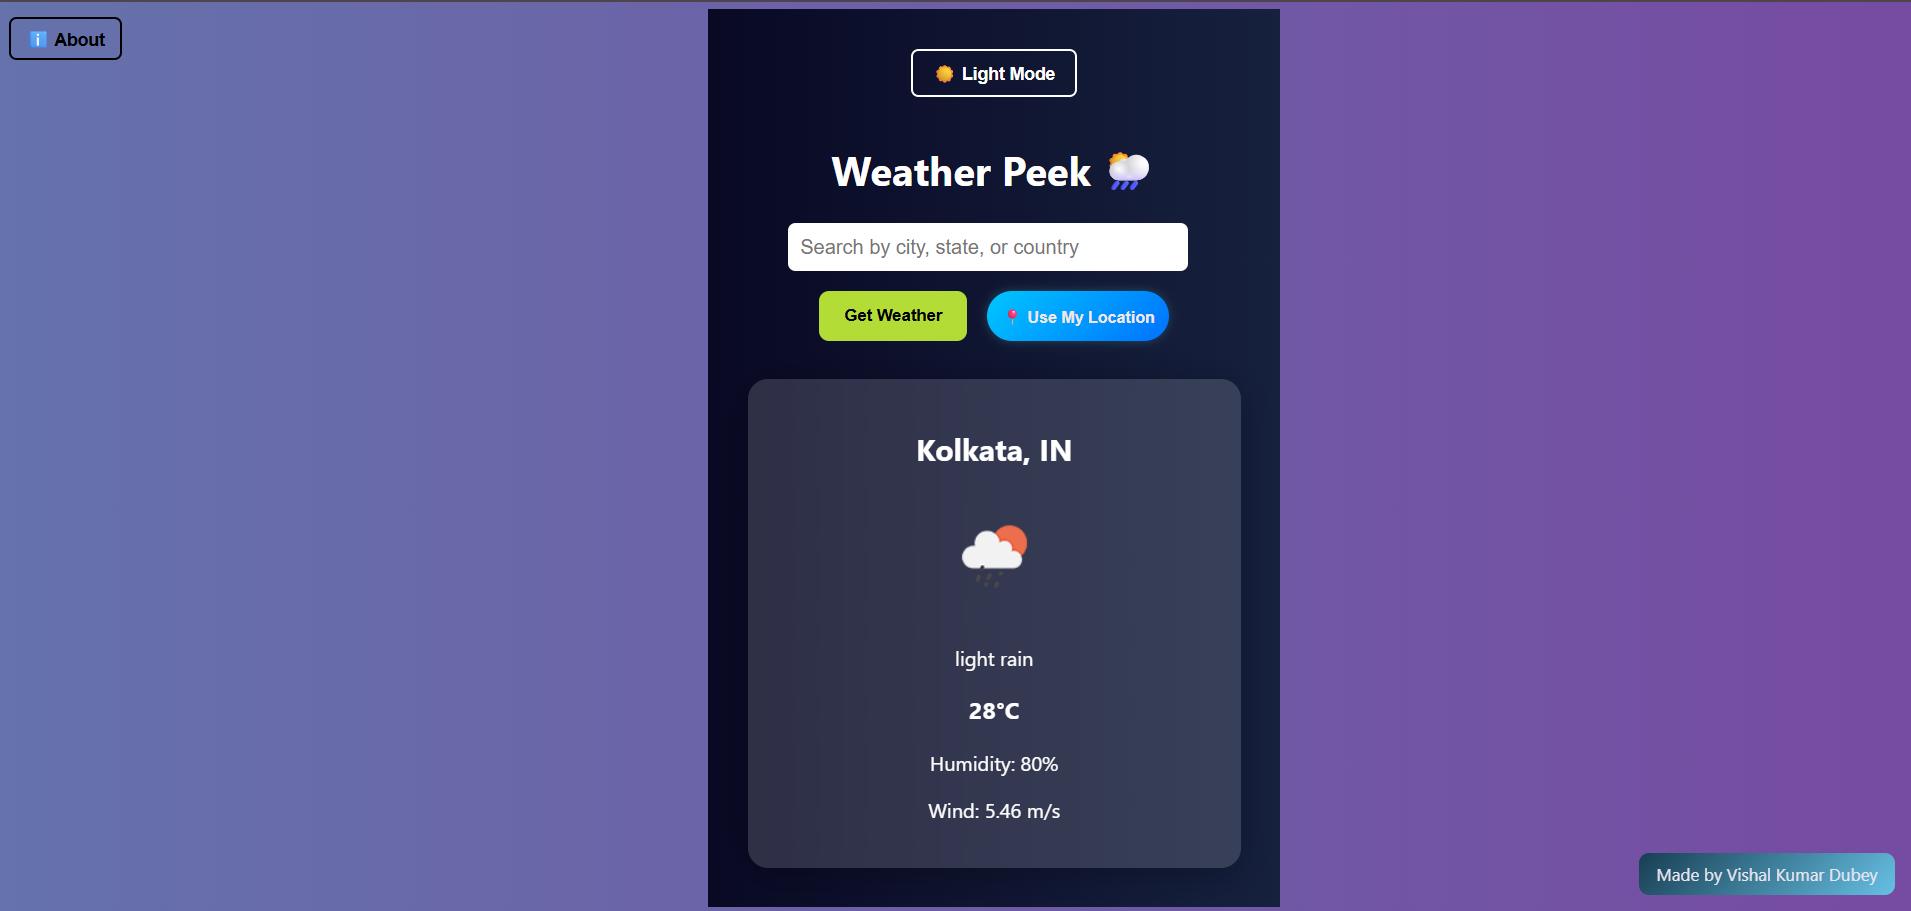 ℹ️ About
Light Mode
Weather Peek
Search by city, state, or country
Get Weather
Use My Location
Kolkata, IN
light rain
28°C
Humidity: 80%
Wind: 5.46 m/s
Made by Vishal Kumar Dubey